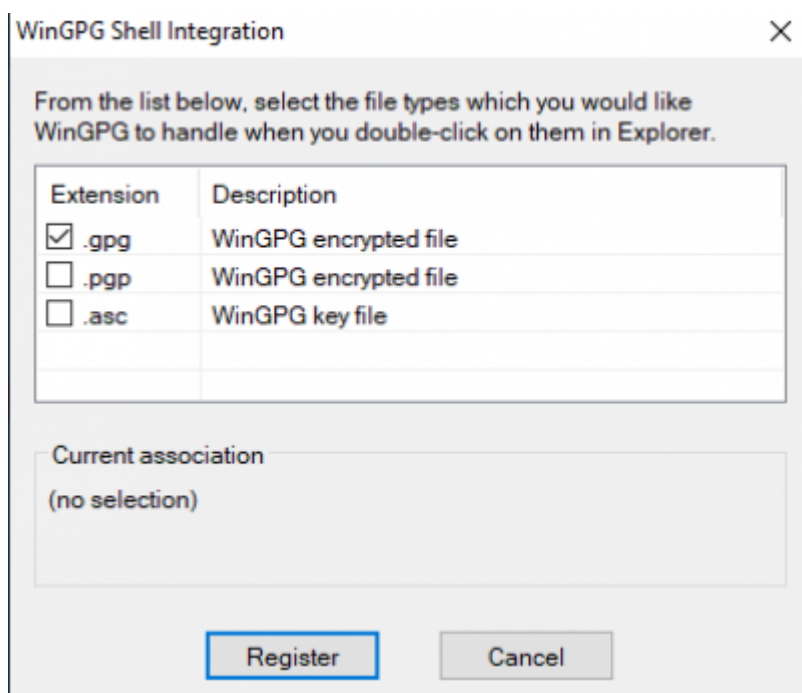 WinGPG Shell Integration
From the list below, select the file types which you would like
WinGPG to handle when you double-click on them in Explorer.
Extension Description
.gpg WinGPG encrypted file
.pgp WinGPG encrypted file
.asc WinGPG key file
Current association
(no selection)
Register Cancel